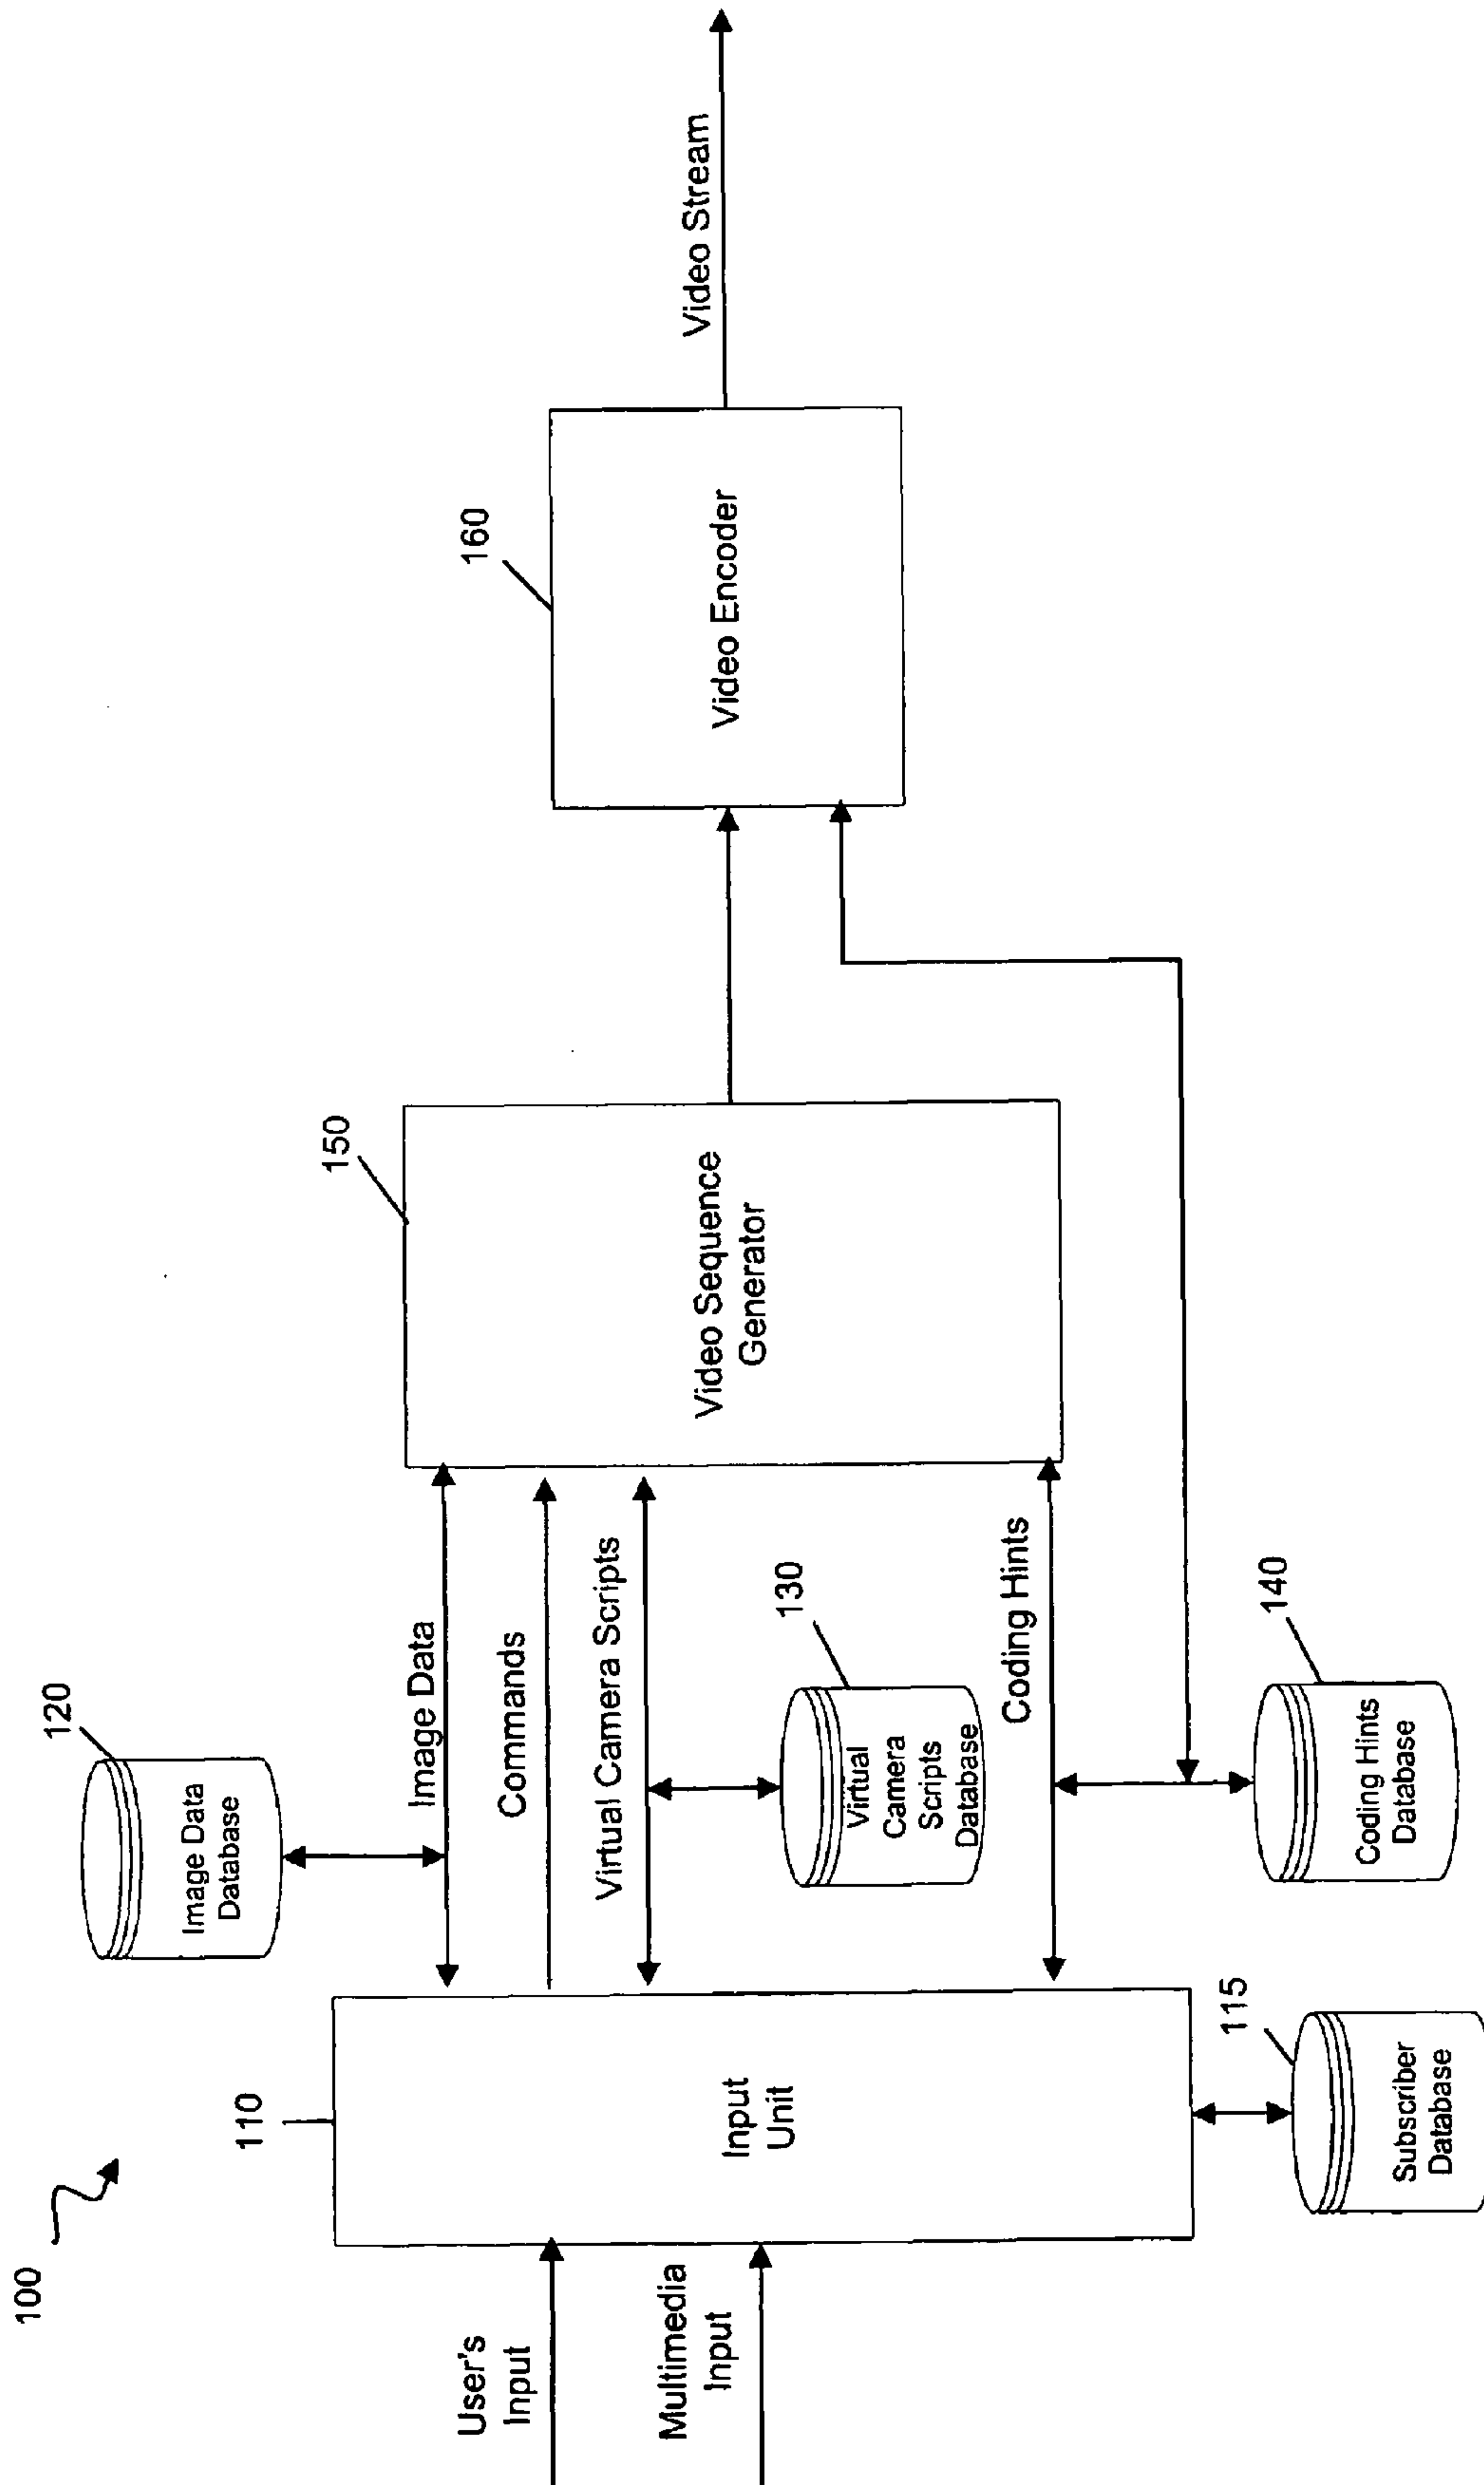 100
110
120
150
160
User's
Input
Multimedia
Input
Input
Unit
Image Data
Database
Image Data
Commands
Virtual Camera Scripts
130
Virtual
Camera
Scripts
Database
Coding Hints
140
Coding Hints
Database
115
Subscriber
Database
Video Sequence
Generator
Video Encoder
Video Stream